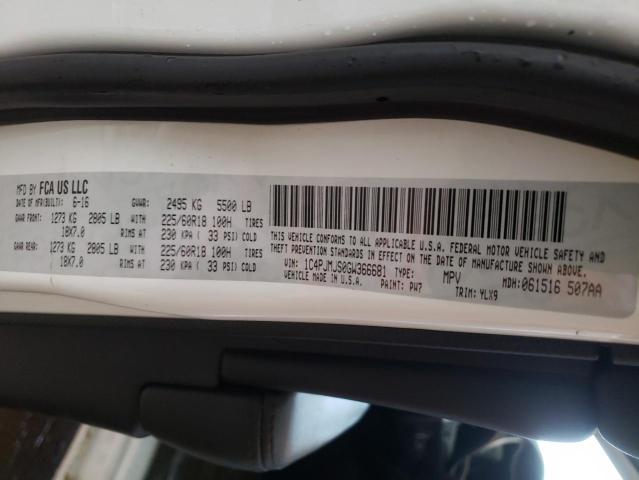 MFD BY FCA US LLC
DATE OF MFR(BUILT): 6-16 GVWR: 2495 KG 5500 LB
GAWR FRONT: 1273 KG 2805 LB WITH 225/60R18 100H TIRES
18X7.0 RIMS AT 230 KPA ( 33 PSI) COLD
GAWR REAR: 1273 KG 2805 LB WITH 225/60R18 100H TIRES
18X7.0 RIMS AT 230 KPA ( 33 PSI) COLD
THIS VEHICLE CONFORMS TO ALL APPLICABLE U.S.A. FEDERAL MOTOR VEHICLE SAFETY AND
THEFT PREVENTION STANDARDS IN EFFECT ON THE DATE OF MANUFACTURE SHOWN ABOVE.
VIN: 1C4PJMJS0GW366681 TYPE: MPV MDH: 061516 507AA
VEHICLE MADE IN U.S.A. PAINT: PW7 TRIM: YLX9